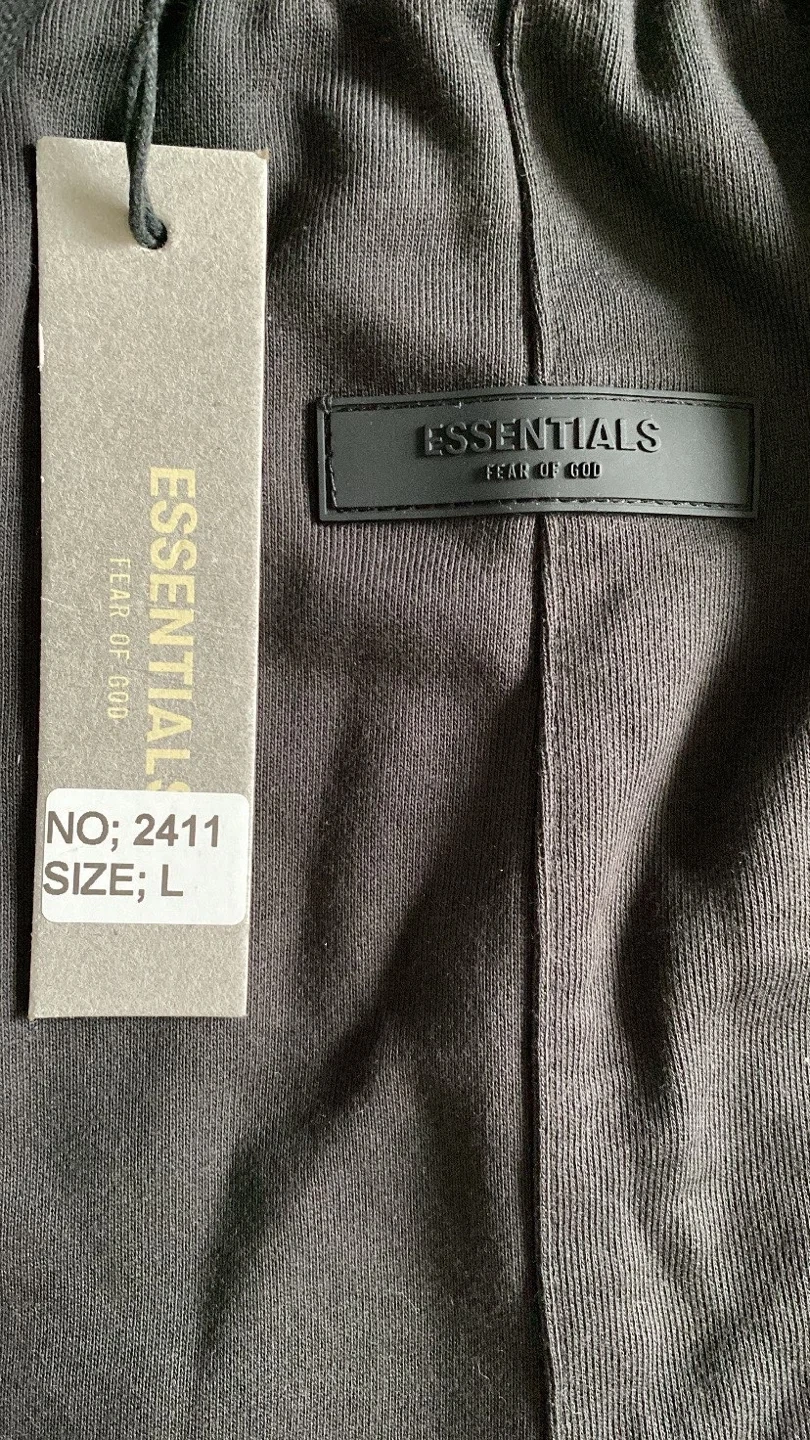 ESSENTIALS
FEAR OF GOD
NO; 2411
SIZE; L
ESSENTIALS
FEAR OF GOD